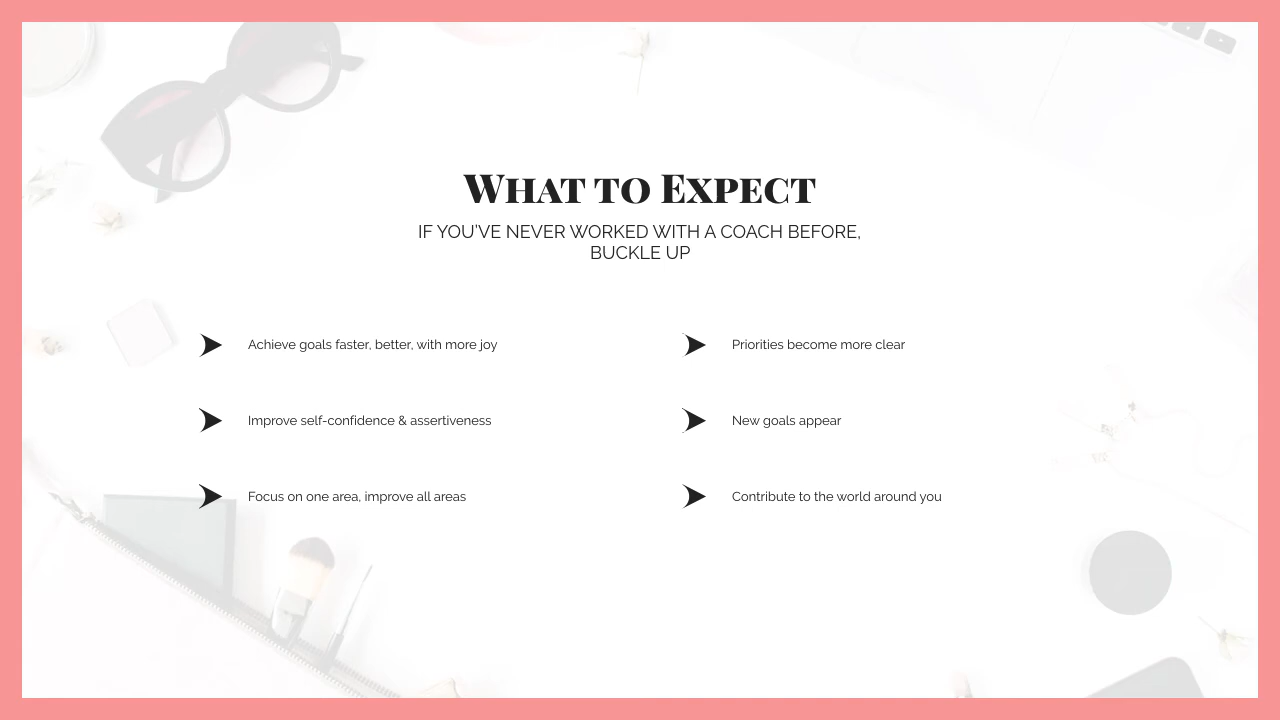 What to Expect
IF YOU'VE NEVER WORKED WITH A COACH BEFORE,
BUCKLE UP
Achieve goals faster, better, with more joy
Improve self-confidence & assertiveness
Focus on one area, improve all areas
Priorities become more clear
New goals appear
Contribute to the world around you